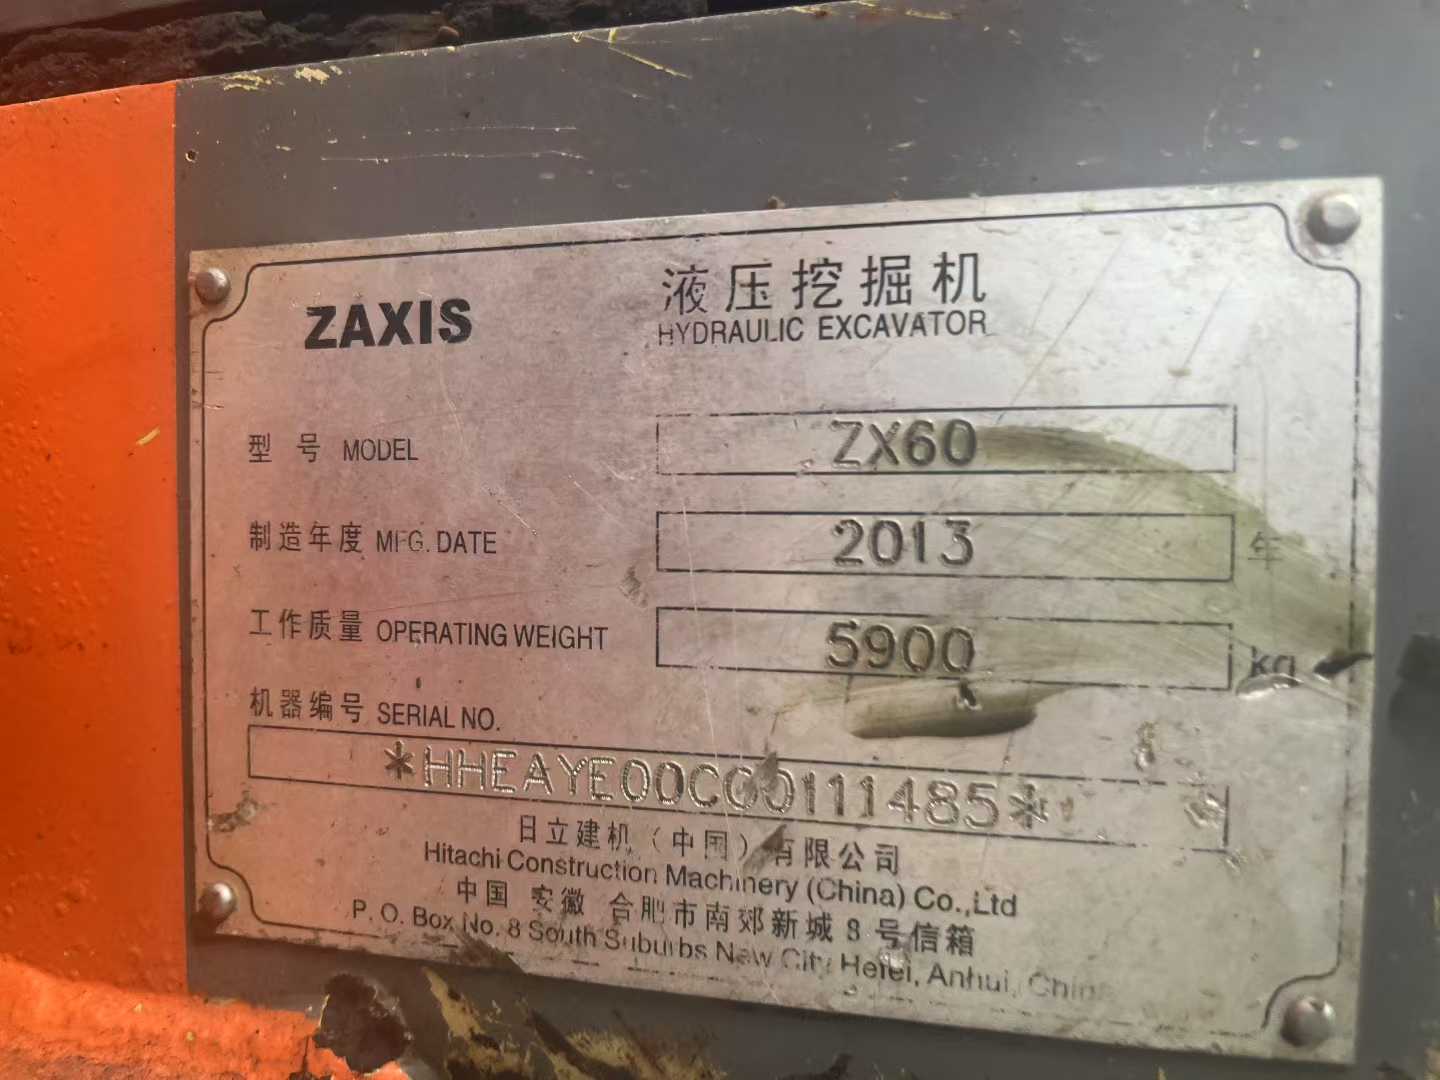 ZAXIS
液压挖掘机
HYDRAULIC EXCAVATOR
型 号 MODEL ZX60
制造年度 MFG. DATE 2013 年
工作质量 OPERATING WEIGHT 5900 kg
机器编号 SERIAL NO.
*HHEAYE00C00111485*
日立建机（中国）有限公司
Hitachi Construction Machinery (China) Co.,Ltd
中国 安徽 合肥市南郊新城 8 号信箱
P. O. Box No. 8 South Suburbs New City Hefei, Anhui, China